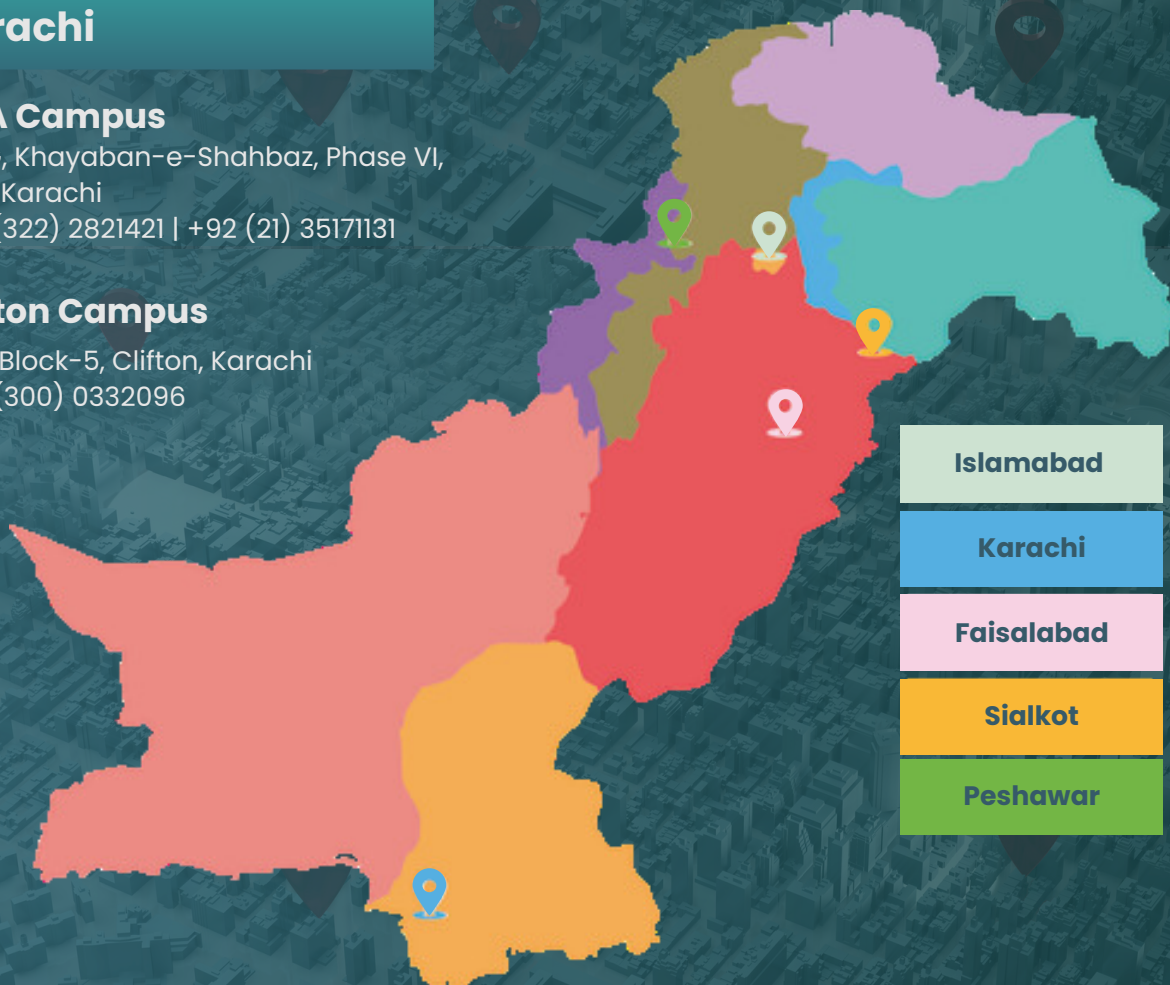 rachi
A Campus
, Khayaban-e-Shahbaz, Phase VI,
Karachi
(322) 2821421 | +92 (21) 35171131
ton Campus
Block-5, Clifton, Karachi
(300) 0332096
Islamabad
Karachi
Faisalabad
Sialkot
Peshawar